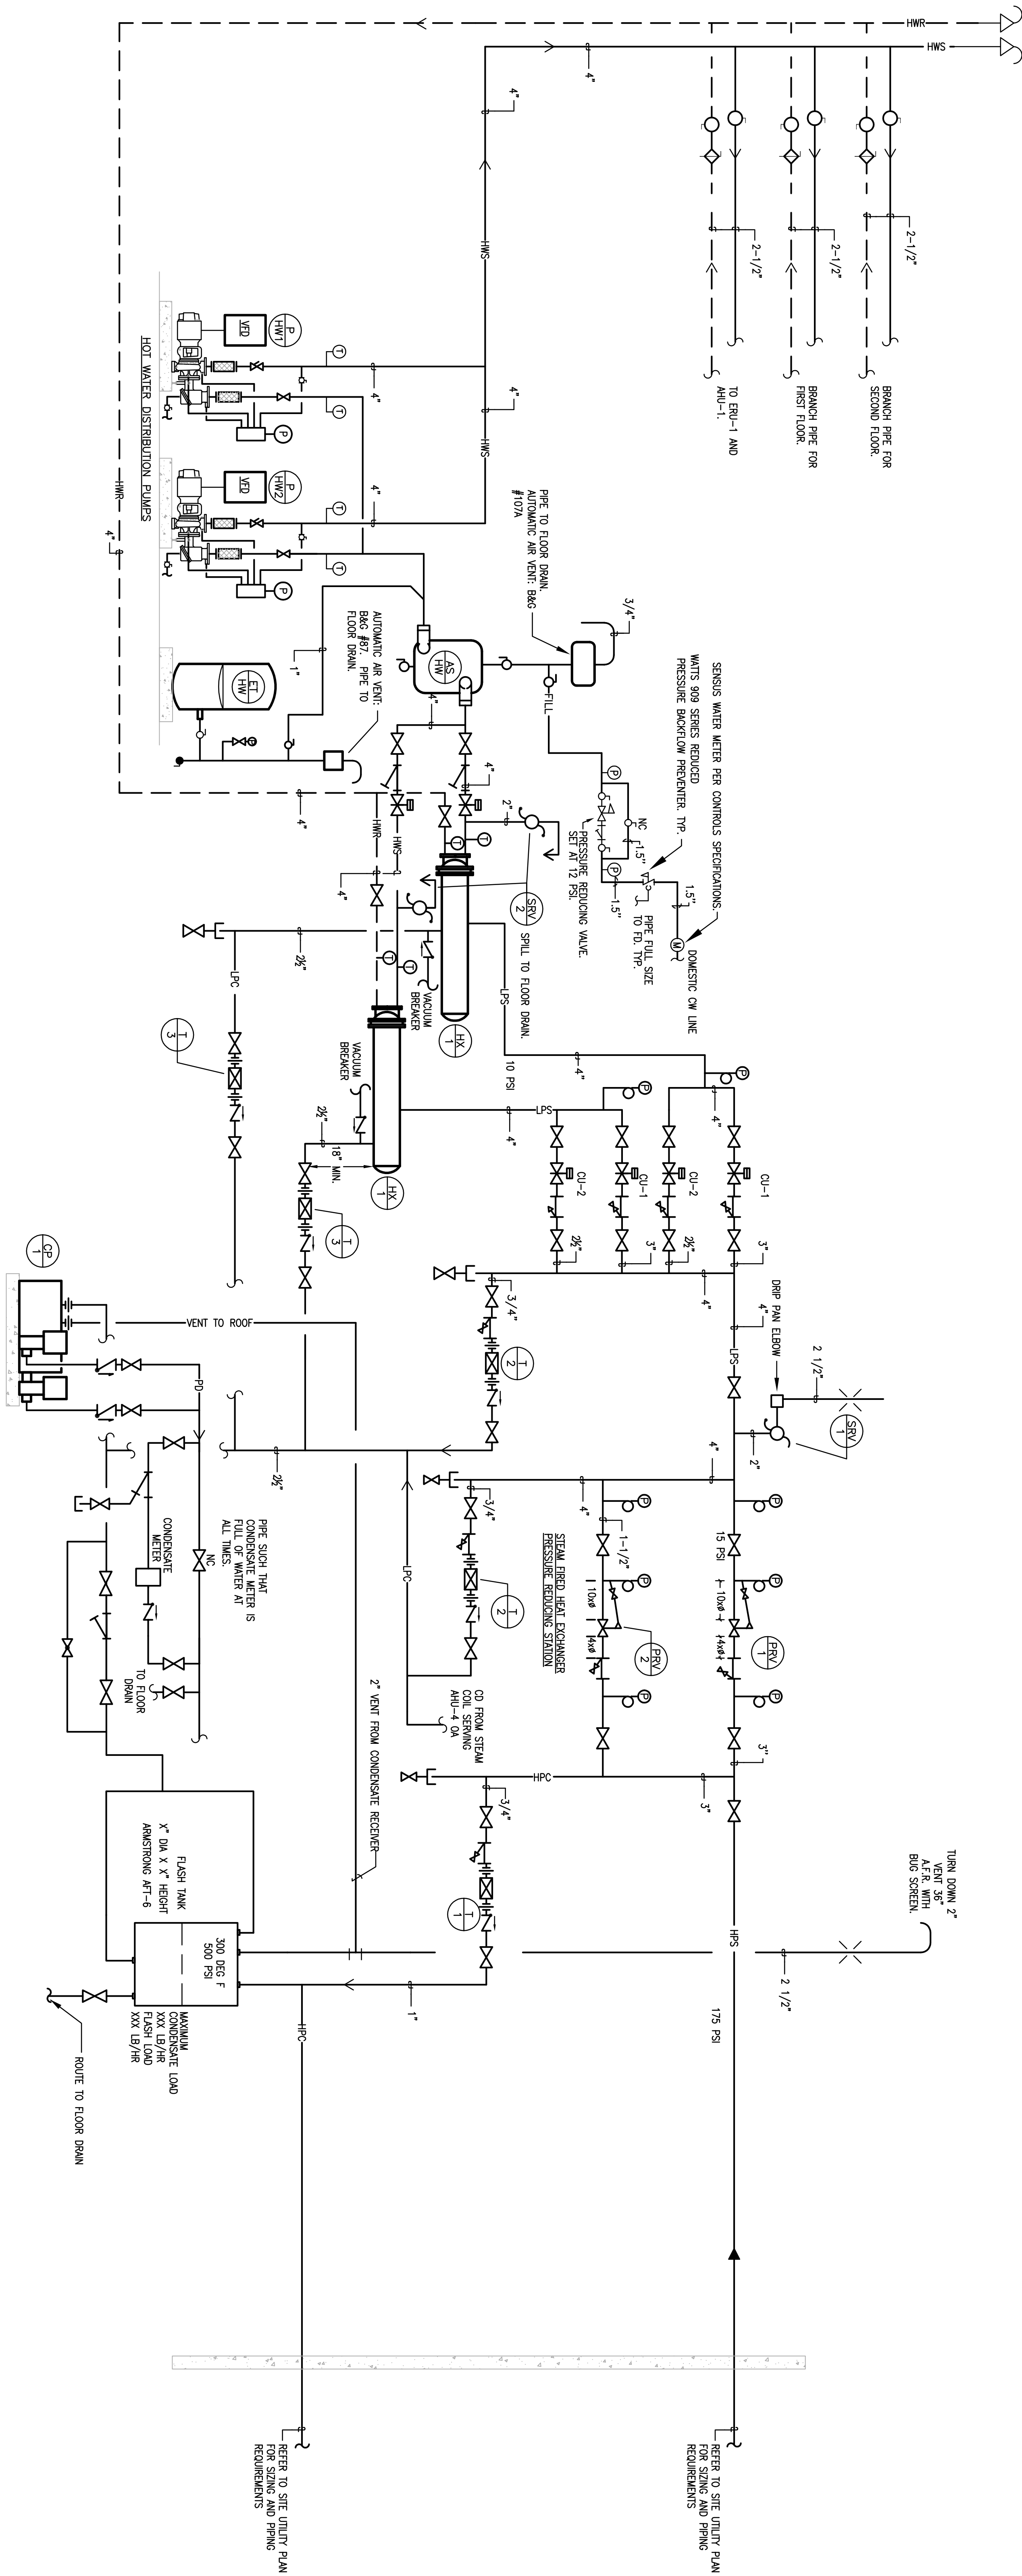 HWR
HWS
4"
4"
HWS
4"
HWS
2-1/2"
2-1/2"
2-1/2"
BRANCH PIPE FOR
SECOND FLOOR.
BRANCH PIPE FOR
FIRST FLOOR.
TO ERU-1 AND
AHU-1.
P
HW1
VFD
T
4"
T
P
P
HW2
VFD
T
4"
T
P
HOT WATER DISTRIBUTION PUMPS
HWR
4"
PIPE TO FLOOR DRAIN.
AUTOMATIC AIR VENT: B&G
#107A
3/4"
AS
HW
FILL
AUTOMATIC AIR VENT:
B&G #87. PIPE TO
FLOOR DRAIN.
1"
ET
HW
P
SENSUS WATER METER PER CONTROLS SPECIFICATIONS.
WATTS 909 SERIES REDUCED
PRESSURE BACKFLOW PREVENTER. TYP.
P
NC
1.5"
PRESSURE REDUCING VALVE.
SET AT 12 PSI.
P
1.5"
1.5"
PIPE FULL SIZE
TO FD. TYP.
M
DOMESTIC CW LINE
4"
4"
2"
T
T
4"
HWR
HWS
4"
SRV
2
SPILL TO FLOOR DRAIN.
T
T
VACUUM
BREAKER
HX
1
LPS
10 PSI
4"
2½"
LPC
T
3
VACUUM
BREAKER
2½"
18" MIN.
HX
1
T
3
LPS
4"
P
4"
P
CU-1
CU-2
CU-1
CU-2
3"
2½"
3"
2½"
4"
4"
LPS
DRIP PAN ELBOW
2 1/2"
SRV
1
2"
3/4"
T
2
CP
1
VENT TO ROOF
PD
2½"
NC
PIPE SUCH THAT
CONDENSATE METER IS
FULL OF WATER AT
ALL TIMES.
CONDENSATE
METER
TO FLOOR
DRAIN
LPC
4"
4"
3/4"
T
2
P
15 PSI
P
10xø
4xø
PRV
1
P
3"
P
1-1/2"
P
10xø
4xø
PRV
2
P
STEAM FIRED HEAT EXCHANGER
PRESSURE REDUCING STATION
CD FROM STEAM
COIL SERVING
AHU-4 OA
2" VENT FROM CONDENSATE RECEIVER
HPC
3"
3/4"
T
1
FLASH TANK
X" DIA X X" HEIGHT
ARMSTRONG AFT-6
300 DEG F
500 PSI
MAXIMUM
CONDENSATE LOAD
XXX LB/HR
FLASH LOAD
XXX LB/HR
ROUTE TO FLOOR DRAIN
1"
HPC
TURN DOWN 2"
VENT 36"
A.F.R. WITH
BUG SCREEN.
HPS
2 1/2"
175 PSI
REFER TO SITE UTILITY PLAN
FOR SIZING AND PIPING
REQUIREMENTS
REFER TO SITE UTILITY PLAN
FOR SIZING AND PIPING
REQUIREMENTS